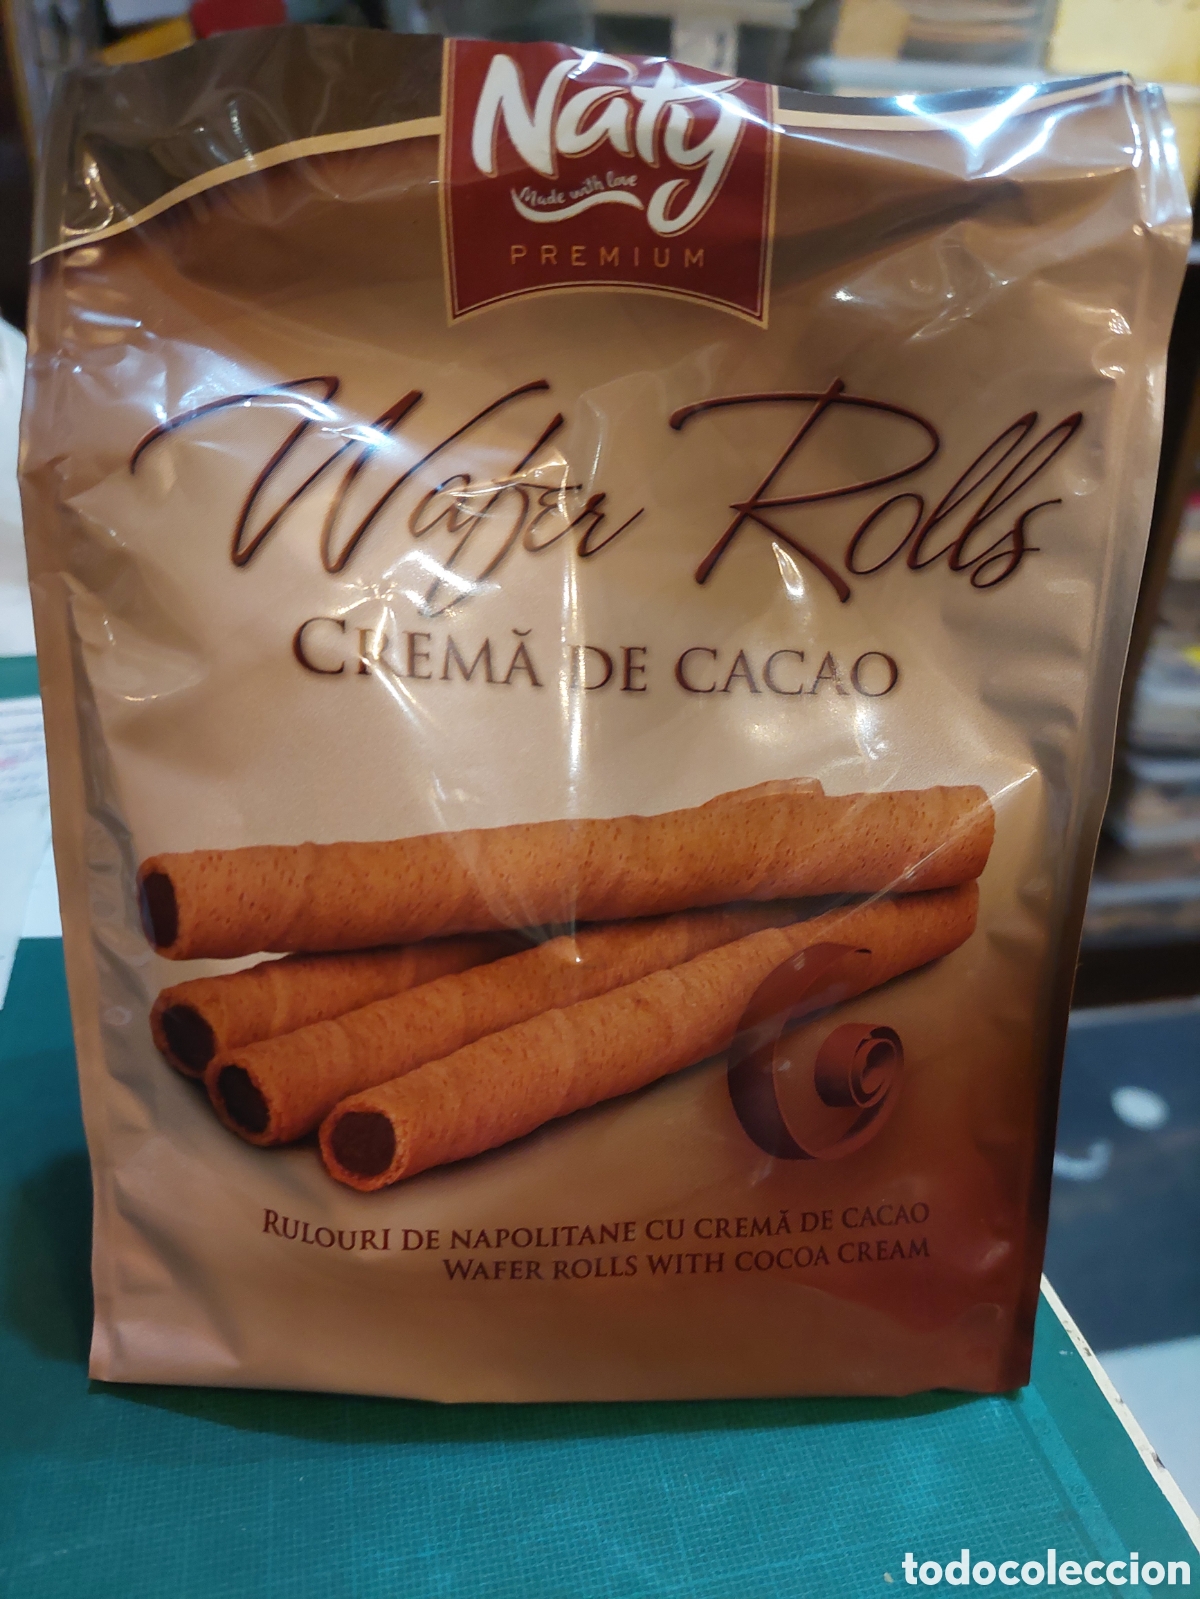 Naty
Made with love
PREMIUM
Wafer Rolls
CREMĂ DE CACAO
RULOURI DE NAPOLITANE CU CREMĂ DE CACAO
WAFER ROLLS WITH COCOA CREAM
todocoleccion